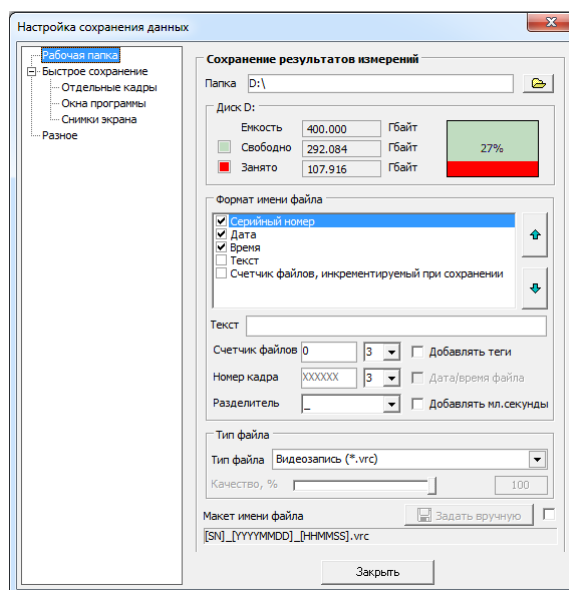 Настройка сохранения данных
Рабочая папка
Быстрое сохранение
Отдельные кадры
Окна программы
Снимки экрана
Разное
Сохранение результатов измерений
Папка D:\
Диск D:
Емкость 400.000 Гбайт
Свободно 292.084 Гбайт
27%
Занято 107.916 Гбайт
Формат имени файла
Серийный номер
Дата
Время
Текст
Счетчик файлов, инкрементируемый при сохранении
Текст
Счетчик файлов 0 3 Добавлять теги
Номер кадра XXXXXX 3 Дата/время файла
Разделитель _ Добавлять мл.секунды
Тип файла
Тип файла Видеозапись (*.vrc)
Качество, % 100
Макет имени файла Задать вручную
[SN]_[YYYYMMDD]_[HHMMSS].vrc
Закрыть